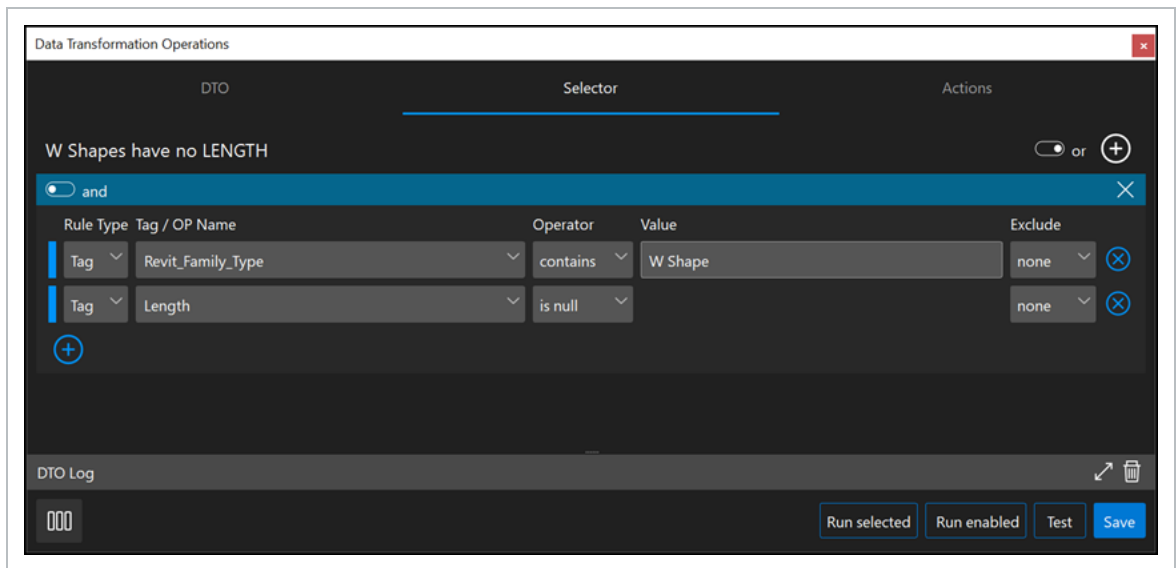 Data Transformation Operations
DTO Selector Actions
W Shapes have no LENGTH or
and
Rule Type Tag / OP Name Operator Value Exclude
Tag Revit_Family_Type contains W Shape none
Tag Length is null none
DTO Log
Run selected Run enabled Test Save